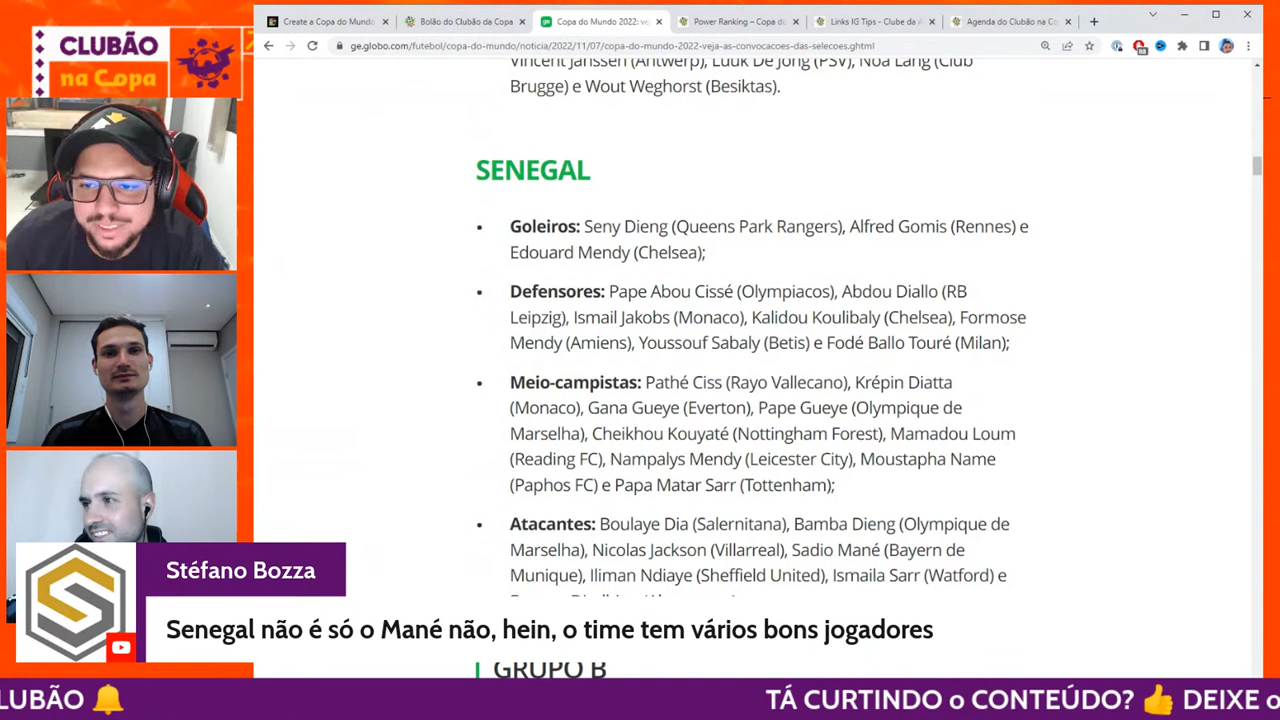 CLUBÃO
na Copa
Create a Copa do Mundo
Bolão do Clubão da Copa
Copa do Mundo 2022: ve
Power Ranking – Copa d
Links IG Tips - Clube da A
Agenda do Clubão na Co
ge.globo.com/futebol/copa-do-mundo/noticia/2022/11/07/copa-do-mundo-2022-veja-as-convocacoes-das-selecoes.ghtml
Vincent Janssen (Antwerp), Luuk De Jong (PSV), Noa Lang (Club
Brugge) e Wout Weghorst (Besiktas).
SENEGAL
• Goleiros: Seny Dieng (Queens Park Rangers), Alfred Gomis (Rennes) e
Edouard Mendy (Chelsea);
• Defensores: Pape Abou Cissé (Olympiacos), Abdou Diallo (RB
Leipzig), Ismail Jakobs (Monaco), Kalidou Koulibaly (Chelsea), Formose
Mendy (Amiens), Youssouf Sabaly (Betis) e Fodé Ballo Touré (Milan);
• Meio-campistas: Pathé Ciss (Rayo Vallecano), Krépin Diatta
(Monaco), Gana Gueye (Everton), Pape Gueye (Olympique de
Marselha), Cheikhou Kouyaté (Nottingham Forest), Mamadou Loum
(Reading FC), Nampalys Mendy (Leicester City), Moustapha Name
(Paphos FC) e Papa Matar Sarr (Tottenham);
• Atacantes: Boulaye Dia (Salernitana), Bamba Dieng (Olympique de
Marselha), Nicolas Jackson (Villarreal), Sadio Mané (Bayern de
Munique), Iliman Ndiaye (Sheffield United), Ismaila Sarr (Watford) e
Stéfano Bozza
Senegal não é só o Mané não, hein, o time tem vários bons jogadores
GRUPO B
LUBÃO 🔔 TÁ CURTINDO o CONTEÚDO? 👍 DEIXE o